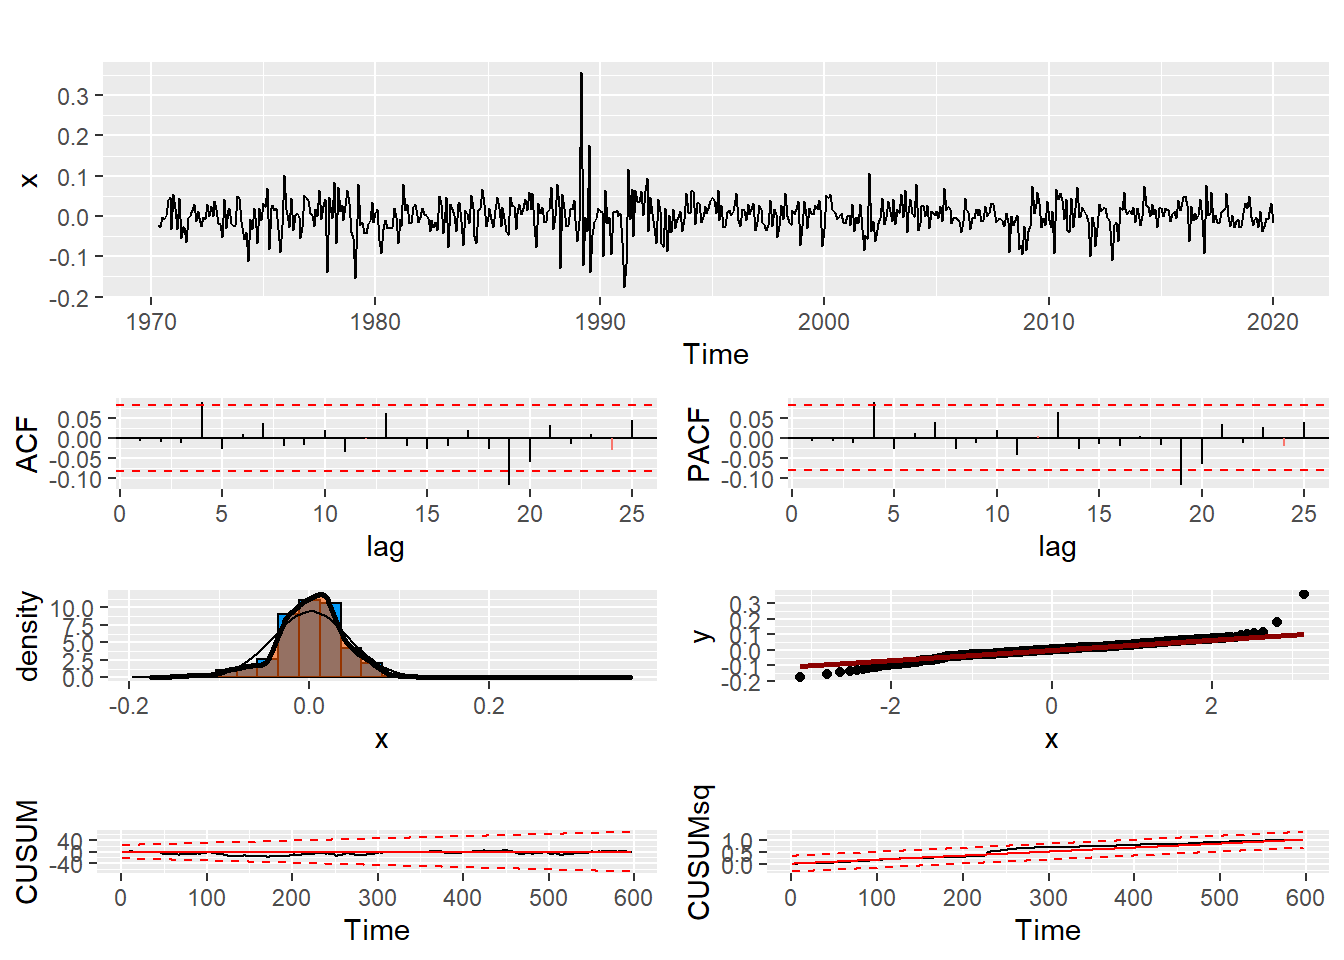 x
0.3
0.2
0.1
0.0
-0.1
-0.2
1970 1980 1990 2000 2010 2020
Time
ACF
0.05
0.00
-0.05
-0.10
0 5 10 15 20 25
lag
PACF
0.05
0.00
-0.05
-0.10
0 5 10 15 20 25
lag
density
10.0
7.5
5.0
2.5
0.0
-0.2 0.0 0.2
x
y
0.3
0.2
0.1
0.0
-0.1
-0.2
-2 0 2
x
CUSUM
40
0
-40
0 100 200 300 400 500 600
Time
CUSUMsq
1.0
0.5
0.0
0 100 200 300 400 500 600
Time